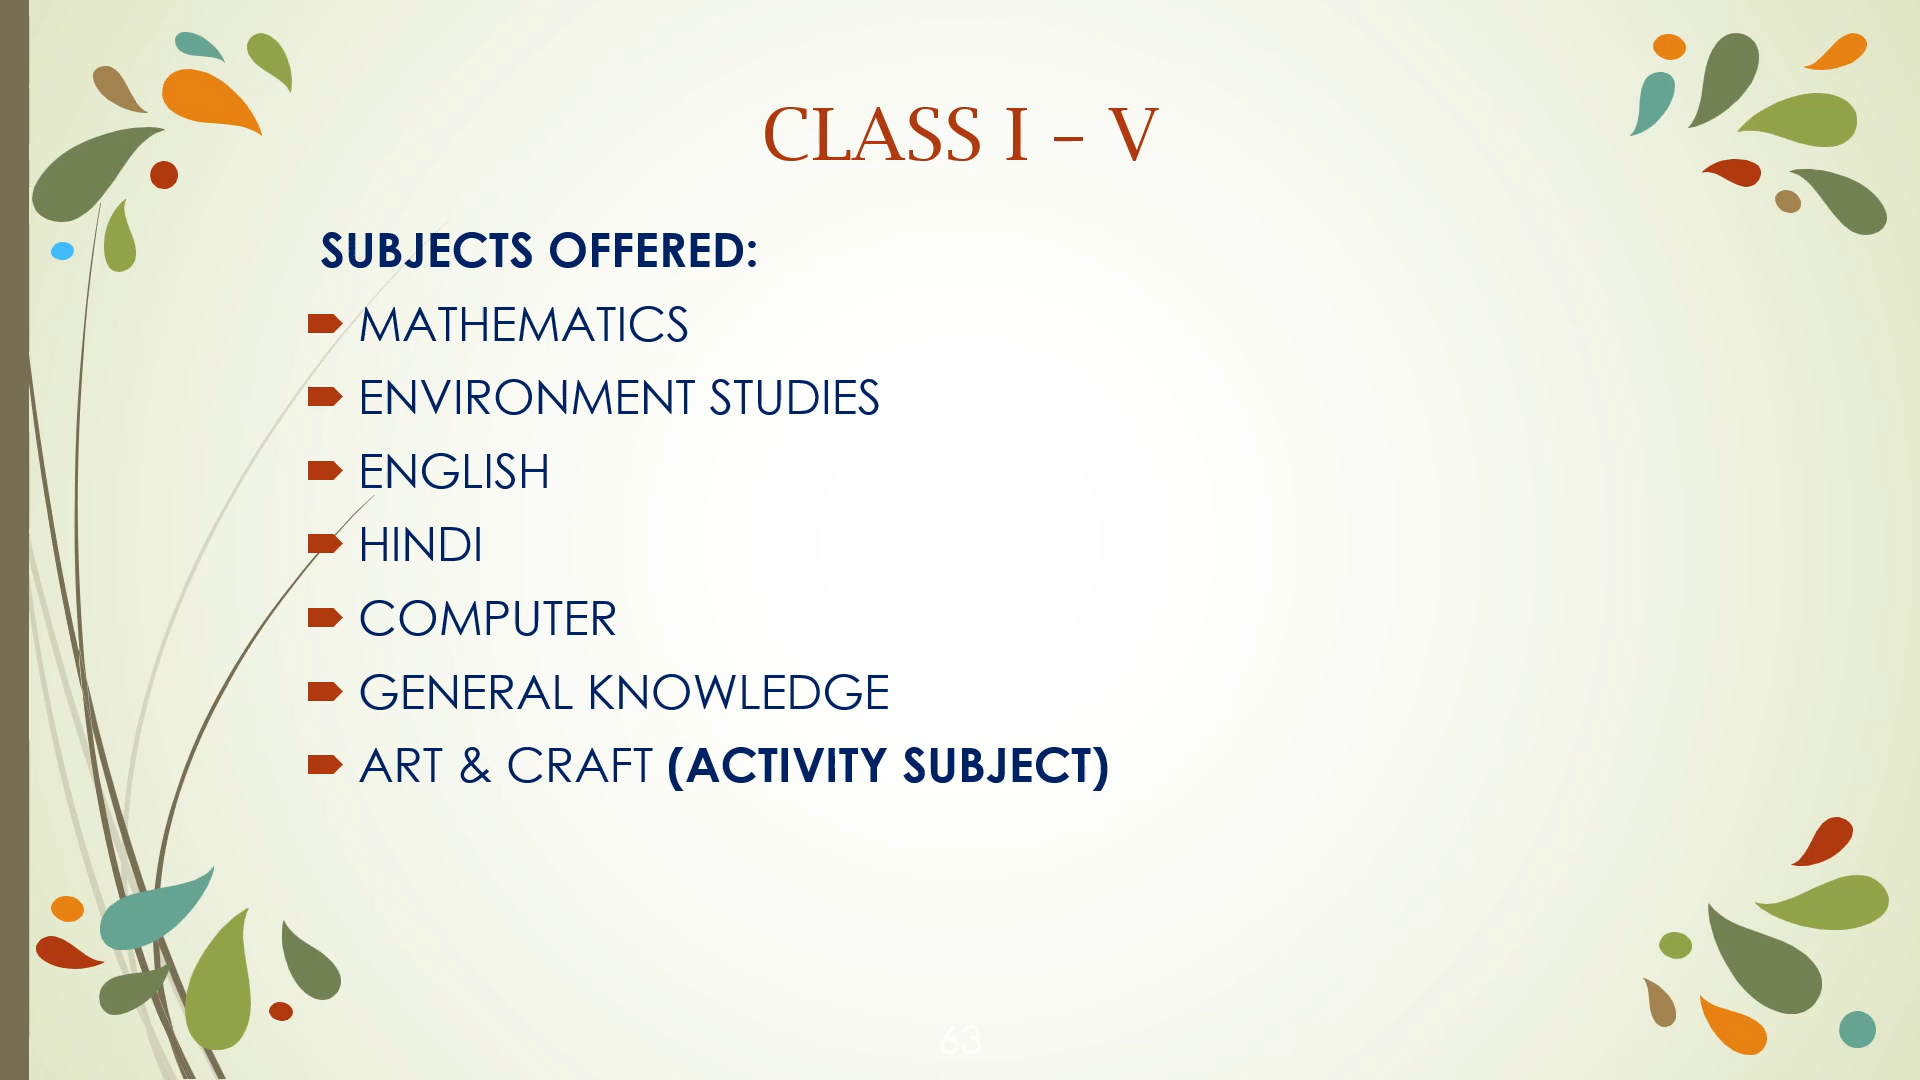 CLASS I – V
SUBJECTS OFFERED:
MATHEMATICS
ENVIRONMENT STUDIES
ENGLISH
HINDI
COMPUTER
GENERAL KNOWLEDGE
ART & CRAFT (ACTIVITY SUBJECT)
63